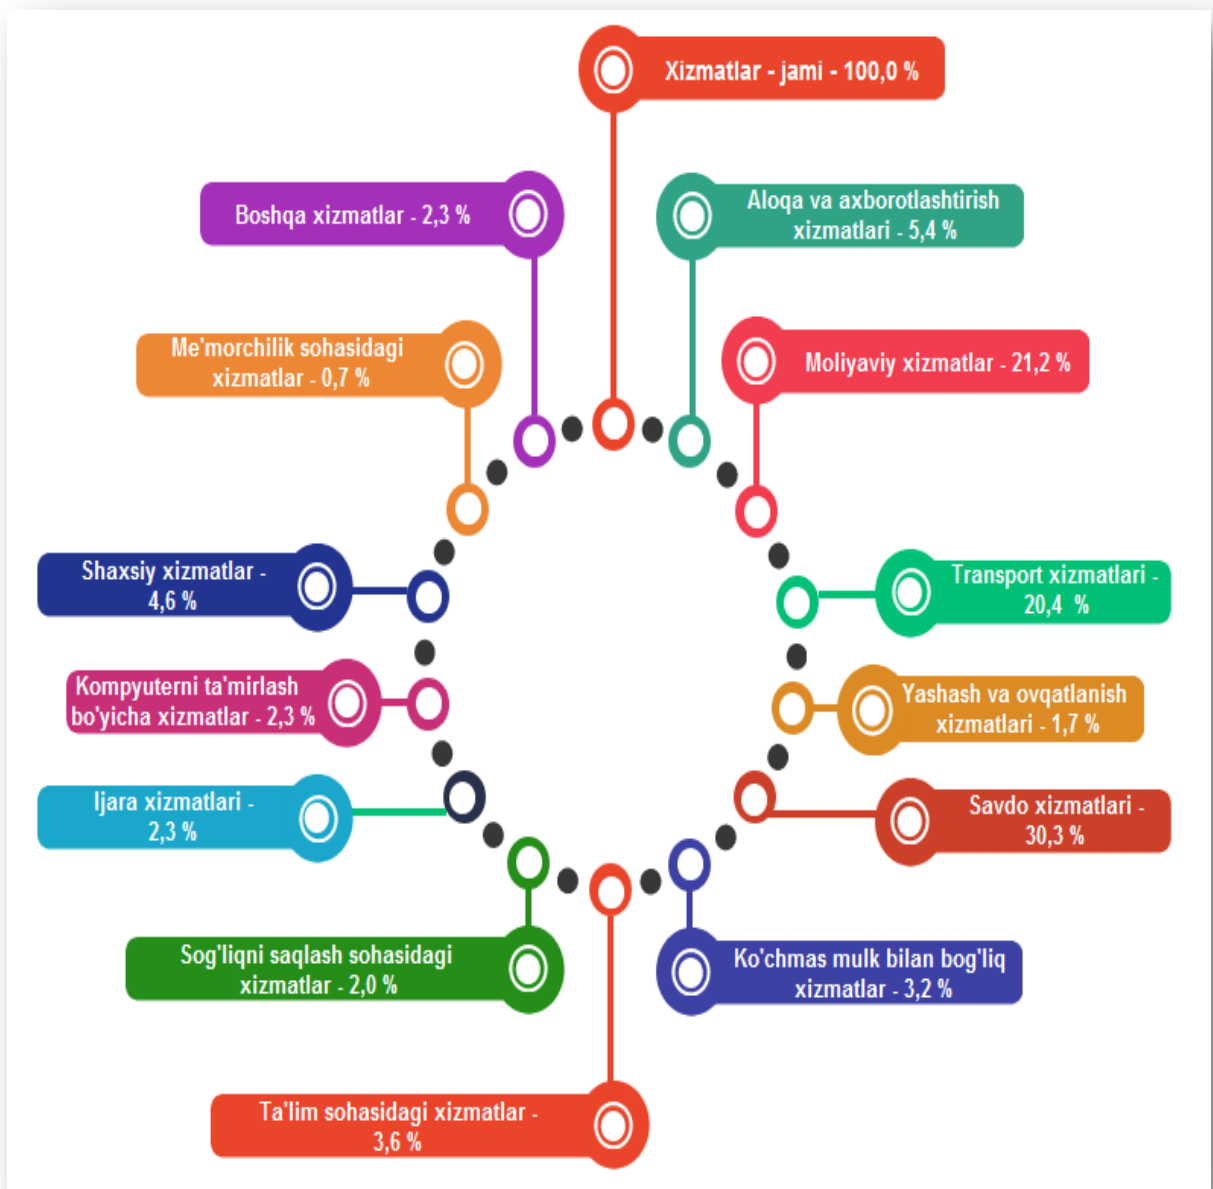 Xizmatlar - jami - 100,0 %
Aloqa va axborotlashtirish
xizmatlari - 5,4 %
Moliyaviy xizmatlar - 21,2 %
Transport xizmatlari -
20,4 %
Yashash va ovqatlanish
xizmatlari - 1,7 %
Savdo xizmatlari -
30,3 %
Ko'chmas mulk bilan bog'liq
xizmatlar - 3,2 %
Ta'lim sohasidagi xizmatlar -
3,6 %
Sog'liqni saqlash sohasidagi
xizmatlar - 2,0 %
Ijara xizmatlari -
2,3 %
Kompyuterni ta'mirlash
bo'yicha xizmatlar - 2,3 %
Shaxsiy xizmatlar -
4,6 %
Me'morchilik sohasidagi
xizmatlar - 0,7 %
Boshqa xizmatlar - 2,3 %